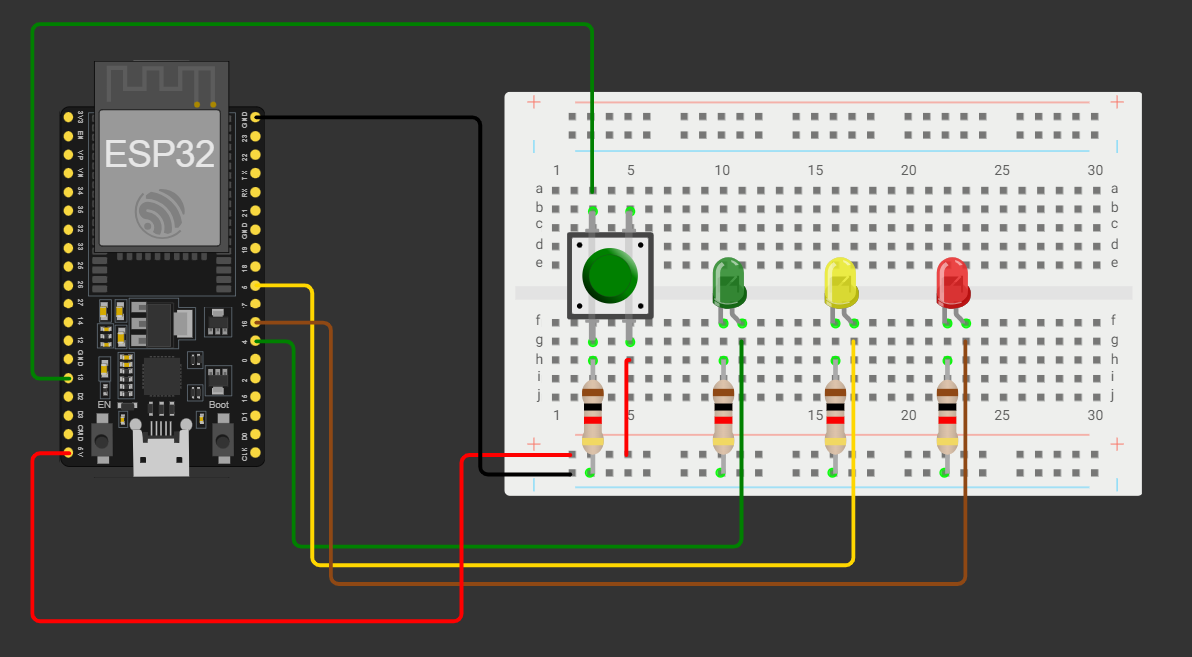 ESP32
3V3
EN
VP
VN
34
35
32
33
25
26
27
14
12
GND
13
D2
D3
CMD
5V
GND
23
22
TX
RX
21
GND
19
18
5
4
0
2
15
D1
D0
CLK
EN
Boot
1 5 10 15 20 25 30
a a
b b
c c
d d
e e
f f
g g
h h
i i
j j
1 5 15 20 25 30